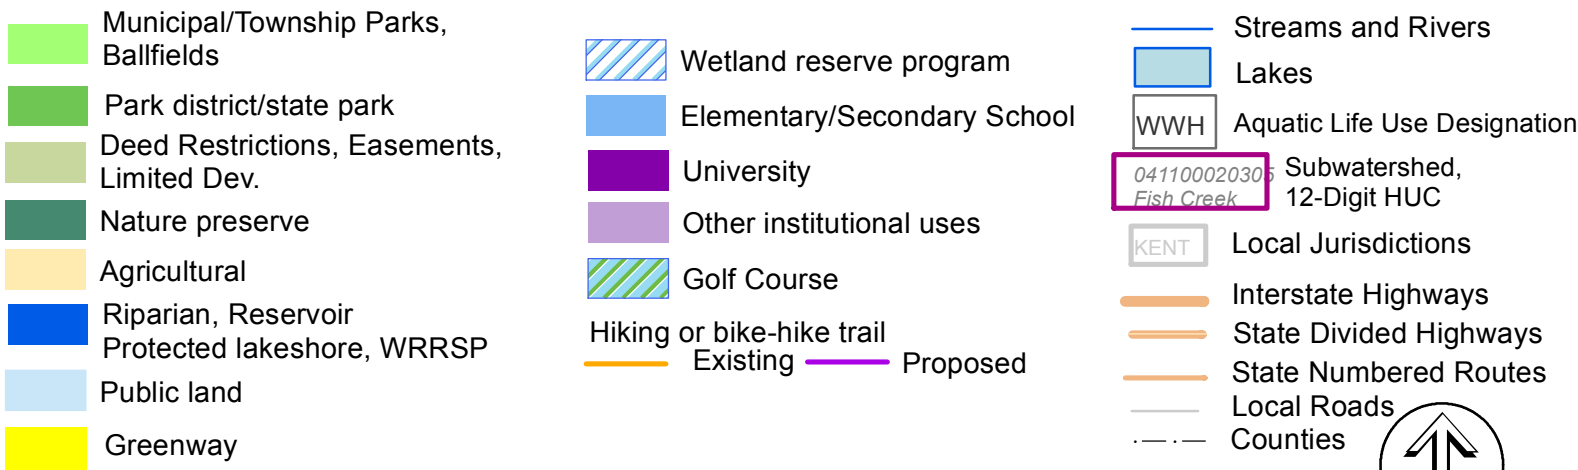 Municipal/Township Parks,
Ballfields
Park district/state park
Deed Restrictions, Easements,
Limited Dev.
Nature preserve
Agricultural
Riparian, Reservoir
Protected lakeshore, WRRSP
Public land
Greenway
Wetland reserve program
Elementary/Secondary School
University
Other institutional uses
Golf Course
Hiking or bike-hike trail
Existing
Proposed
Streams and Rivers
Lakes
WWH
Aquatic Life Use Designation
041100020305
Fish Creek
Subwatershed,
12-Digit HUC
KENT
Local Jurisdictions
Interstate Highways
State Divided Highways
State Numbered Routes
Local Roads
Counties